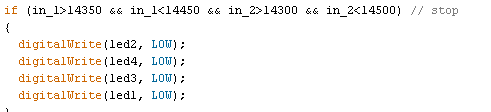 if (in_1>14350 && in_1<14450 && in_2>14300 && in_2<14500) // stop
{
digitalWrite(led2, LOW);
digitalWrite(led4, LOW);
digitalWrite(led3, LOW);
digitalWrite(led1, LOW);